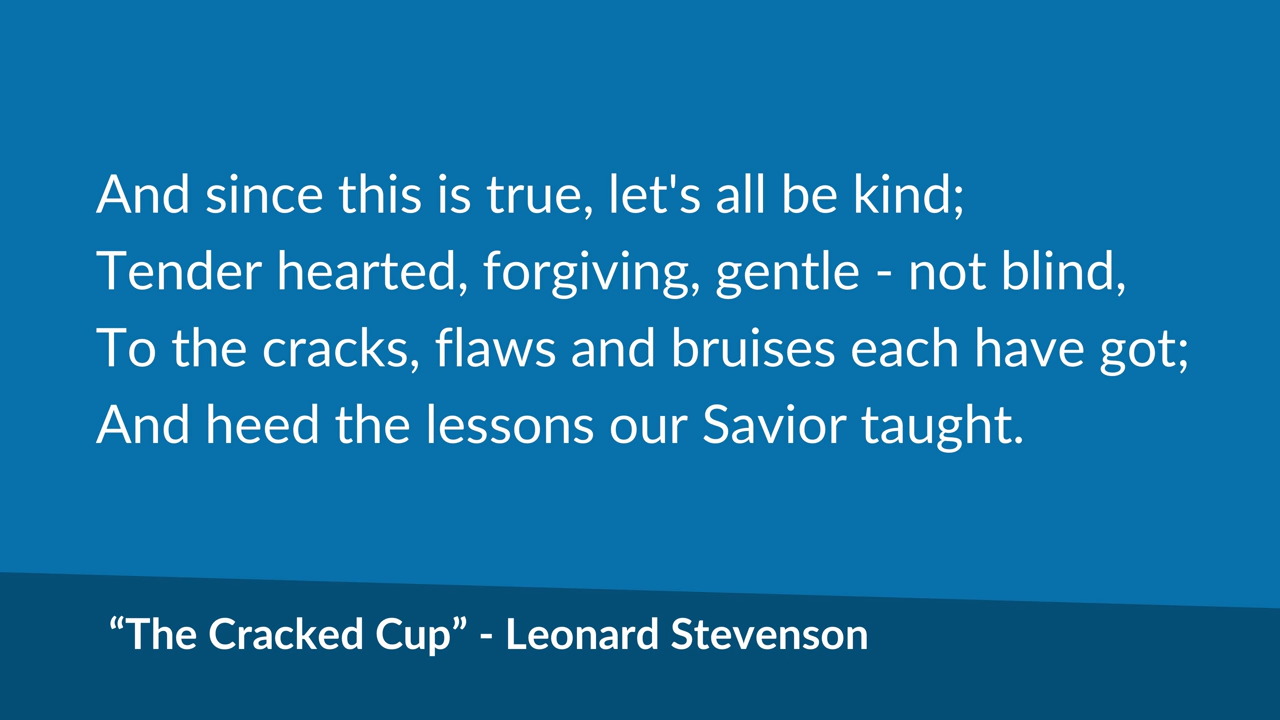 And since this is true, let's all be kind;
Tender hearted, forgiving, gentle - not blind,
To the cracks, flaws and bruises each have got;
And heed the lessons our Savior taught.
“The Cracked Cup” - Leonard Stevenson